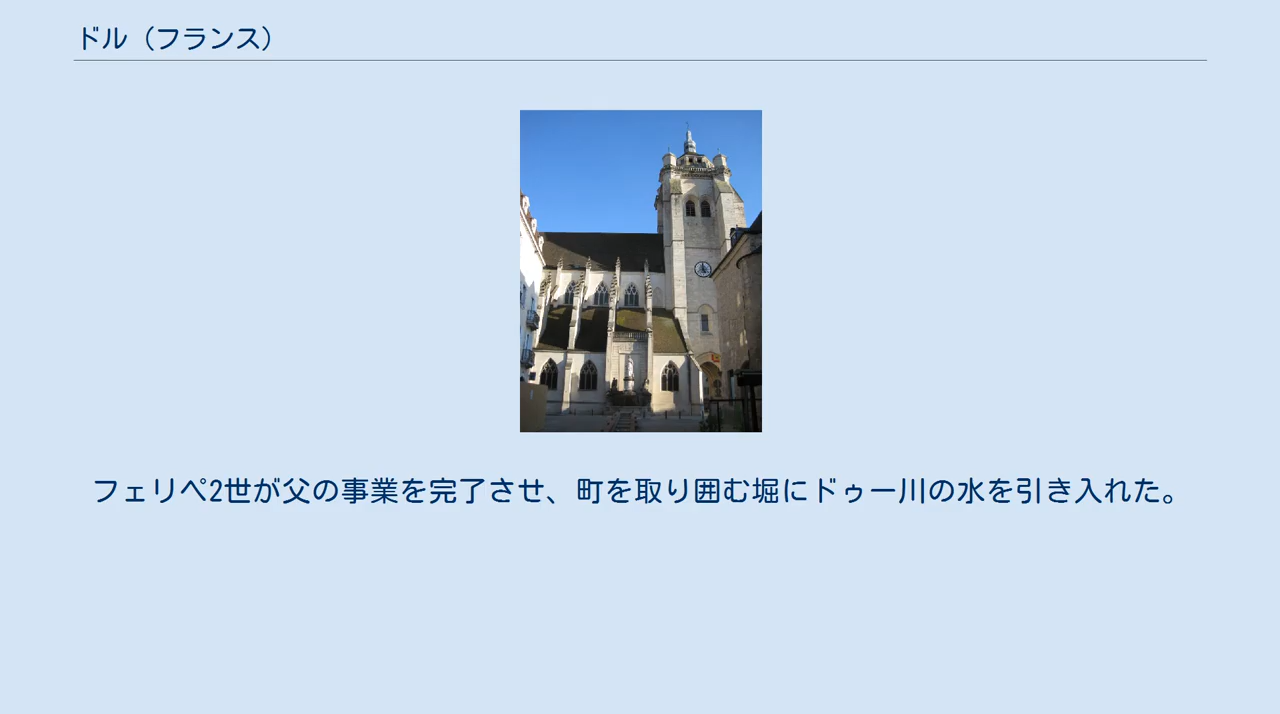 ドル（フランス）
フェリペ2世が父の事業を完了させ、町を取り囲む堀にドゥー川の水を引き入れた。